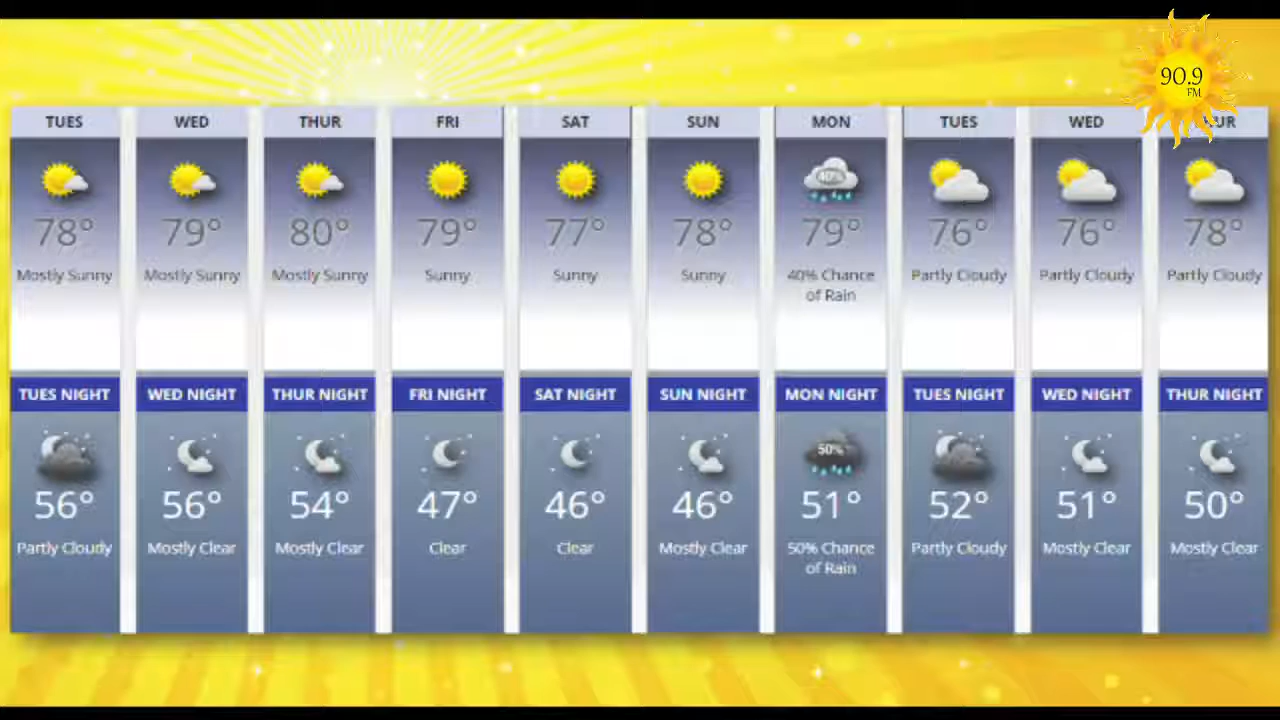 90.9
FM
TUES WED THUR FRI SAT SUN MON TUES WED UR
40%
78° 79° 80° 79° 77° 78° 79° 76° 76° 78°
Mostly Sunny Mostly Sunny Mostly Sunny Sunny Sunny Sunny 40% Chance Partly Cloudy Partly Cloudy Partly Cloudy
of Rain
TUES NIGHT WED NIGHT THUR NIGHT FRI NIGHT SAT NIGHT SUN NIGHT MON NIGHT TUES NIGHT WED NIGHT THUR NIGHT
50%
56° 56° 54° 47° 46° 46° 51° 52° 51° 50°
Partly Cloudy Mostly Clear Mostly Clear Clear Clear Mostly Clear 50% Chance Partly Cloudy Mostly Clear Mostly Clear
of Rain